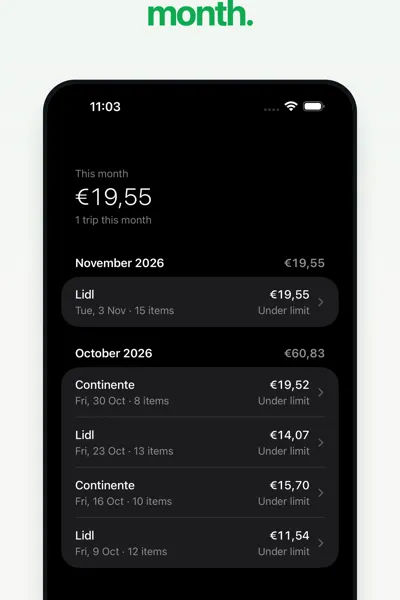 month.
11:03
This month
€19,55
1 trip this month
November 2026 €19,55
Lidl €19,55
Tue, 3 Nov · 15 items Under limit
October 2026 €60,83
Continente €19,52
Fri, 30 Oct · 8 items Under limit
Lidl €14,07
Fri, 23 Oct · 13 items Under limit
Continente €15,70
Fri, 16 Oct · 10 items Under limit
Lidl €11,54
Fri, 9 Oct · 12 items Under limit